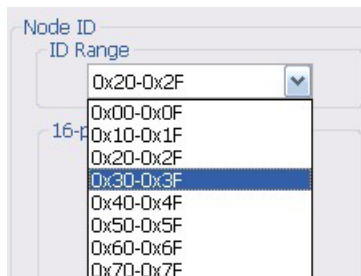 Node ID
ID Range
0x20-0x2F
0x00-0x0F
16-p
0x10-0x1F
0x20-0x2F
0x30-0x3F
0x40-0x4F
0x50-0x5F
0x60-0x6F
0x70-0x7F